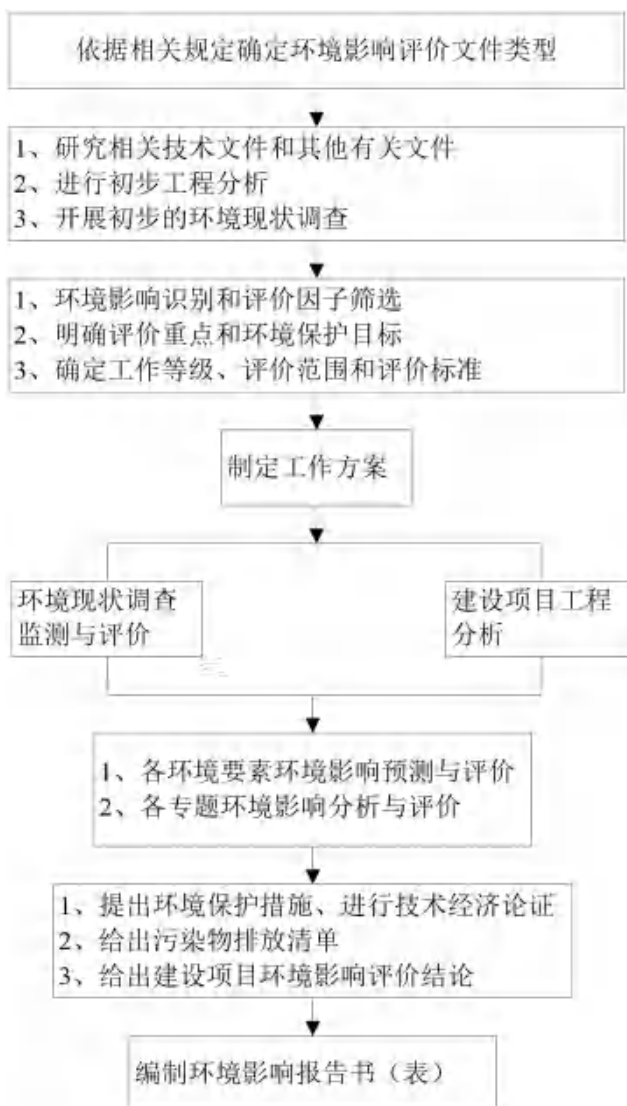 依据相关规定确定环境影响评价文件类型
1、研究相关技术文件和其他有关文件
2、进行初步工程分析
3、开展初步的环境现状调查
1、环境影响识别和评价因子筛选
2、明确评价重点和环境保护目标
3、确定工作等级、评价范围和评价标准
制定工作方案
环境现状调查
监测与评价
建设项目工程
分析
1、各环境要素环境影响预测与评价
2、各专题环境影响分析与评价
1、提出环境保护措施、进行技术经济论证
2、给出污染物排放清单
3、给出建设项目环境影响评价结论
编制环境影响报告书（表）